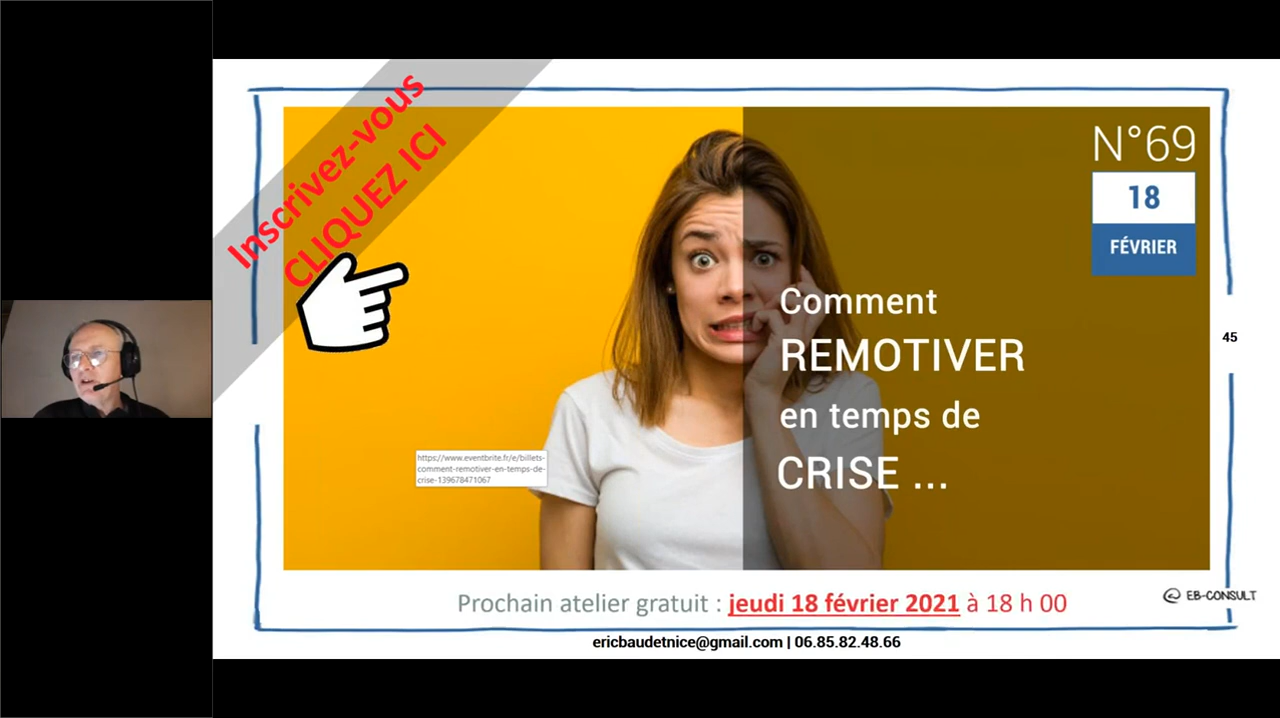 Inscrivez-vous
CLIQUEZ ICI
N°69
18
FÉVRIER
Comment
REMOTIVER
en temps de
CRISE ...
45
https://www.eventbrite.fr/e/billets-
comment-remotiver-en-temps-de-
crise-139678471067
Prochain atelier gratuit : jeudi 18 février 2021 à 18 h 00
EB-CONSULT
ericbaudetnice@gmail.com | 06.85.82.48.66